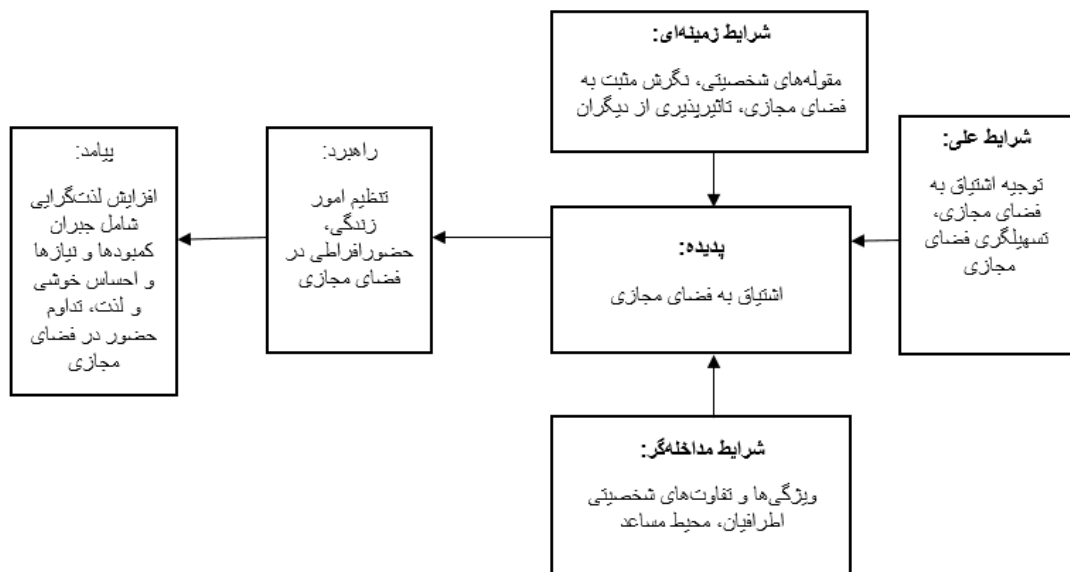 شرایط زمینه‌ای:
مقوله‌های شخصیتی، نگرش مثبت به
فضای مجازی، تاثیرپذیری از دیگران
شرایط علی:
توجیه اشتیاق به
فضای مجازی،
تسهیلگری فضای
مجازی
پدیده:
اشتیاق به فضای مجازی
راهبرد:
تنظیم امور
زندگی،
حضورافراطی در
فضای مجازی
پیامد:
افزایش لذت‌گرایی
شامل جبران
کمبودها و نیازها
و احساس خوشی
و لذت، تداوم
حضور در فضای
مجازی
شرایط مداخله‌گر:
ویژگی‌ها و تفاوت‌های شخصیتی
اطرافیان، محیط مساعد